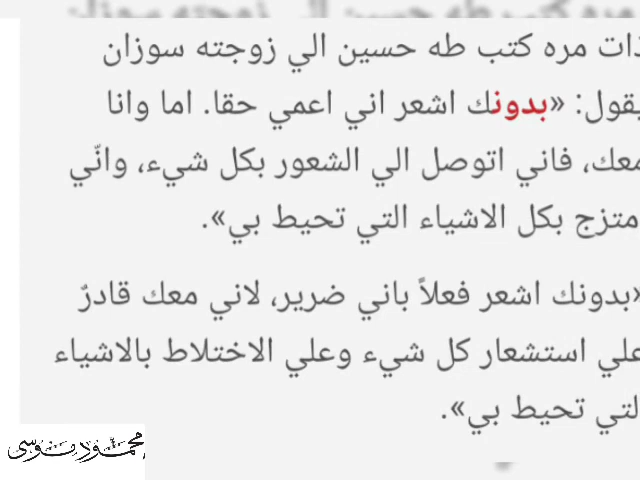 ذات مره كتب طه حسين الي زوجته سوزان
يقول: «بدونك اشعر اني اعمي حقا. اما وانا
معك، فاني اتوصل الي الشعور بكل شيء، وانّي
امتزج بكل الاشياء التي تحيط بي».
«بدونك اشعر فعلاً باني ضرير، لاني معك قادرٌ
علي استشعار كل شيء وعلي الاختلاط بالاشياء
التي تحيط بي».
محمود موسى